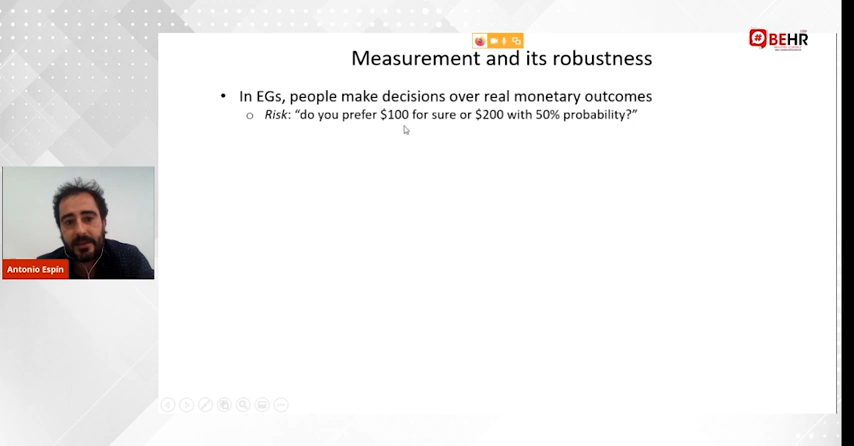 #BEHR
Measurement and its robustness
• In EGs, people make decisions over real monetary outcomes
o Risk: “do you prefer $100 for sure or $200 with 50% probability?”
Antonio Espín